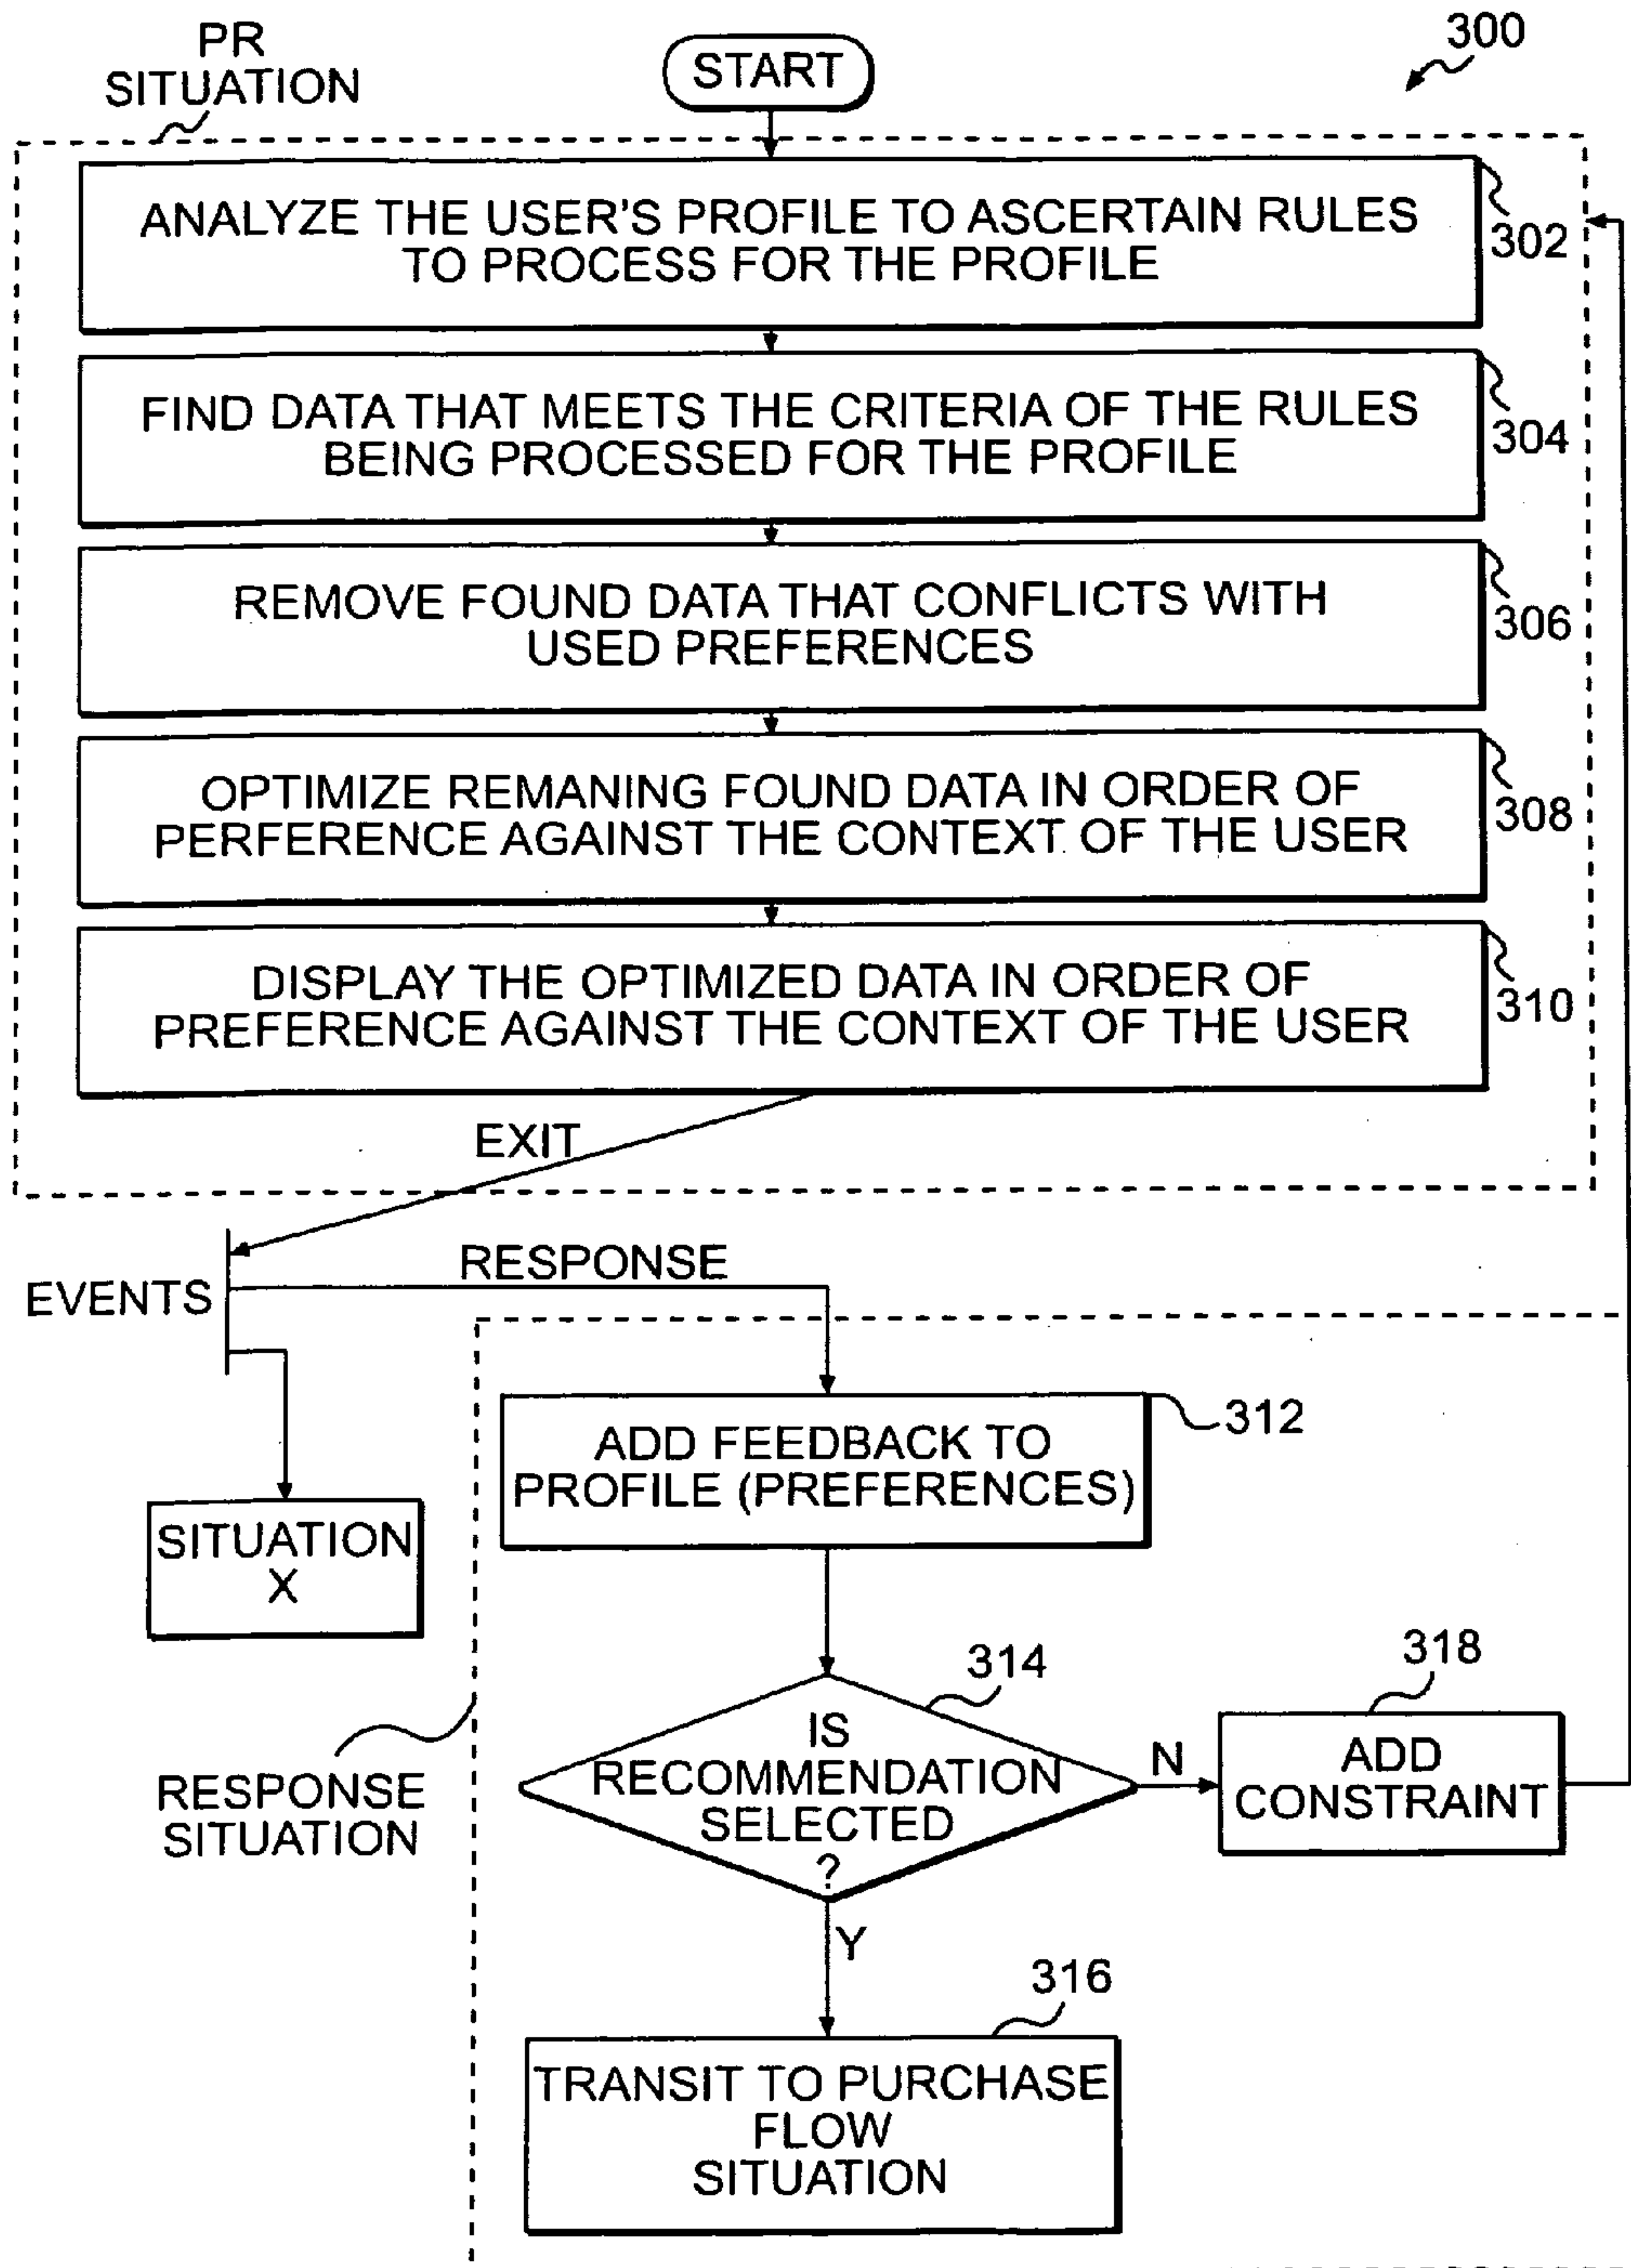 PR
SITUATION
START
300
ANALYZE THE USER'S PROFILE TO ASCERTAIN RULES
TO PROCESS FOR THE PROFILE
302
FIND DATA THAT MEETS THE CRITERIA OF THE RULES
BEING PROCESSED FOR THE PROFILE
304
REMOVE FOUND DATA THAT CONFLICTS WITH
USED PREFERENCES
306
OPTIMIZE REMANING FOUND DATA IN ORDER OF
PERFERENCE AGAINST THE CONTEXT OF THE USER
308
DISPLAY THE OPTIMIZED DATA IN ORDER OF
PREFERENCE AGAINST THE CONTEXT OF THE USER
310
EXIT
EVENTS
RESPONSE
ADD FEEDBACK TO
PROFILE (PREFERENCES)
312
SITUATION
X
314
IS
RECOMMENDATION
SELECTED
?
N
318
ADD
CONSTRAINT
RESPONSE
SITUATION
Y
316
TRANSIT TO PURCHASE
FLOW
SITUATION